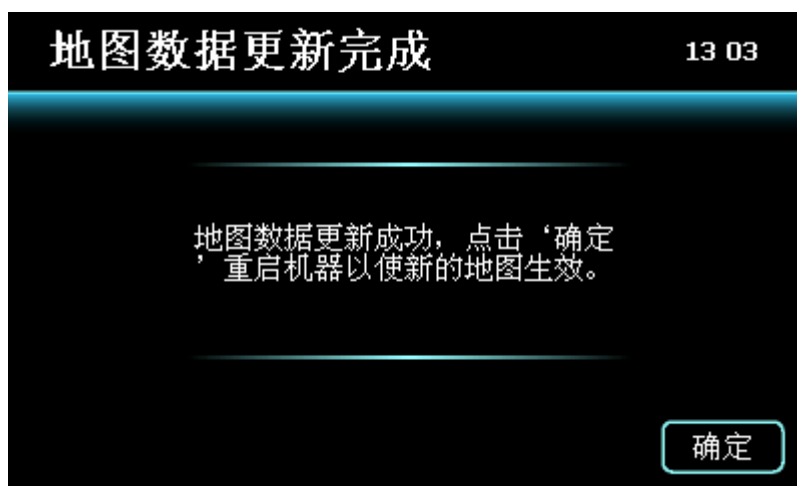 地图数据更新完成
13 03
地图数据更新成功，点击‘确定
’重启机器以使新的地图生效。
确定